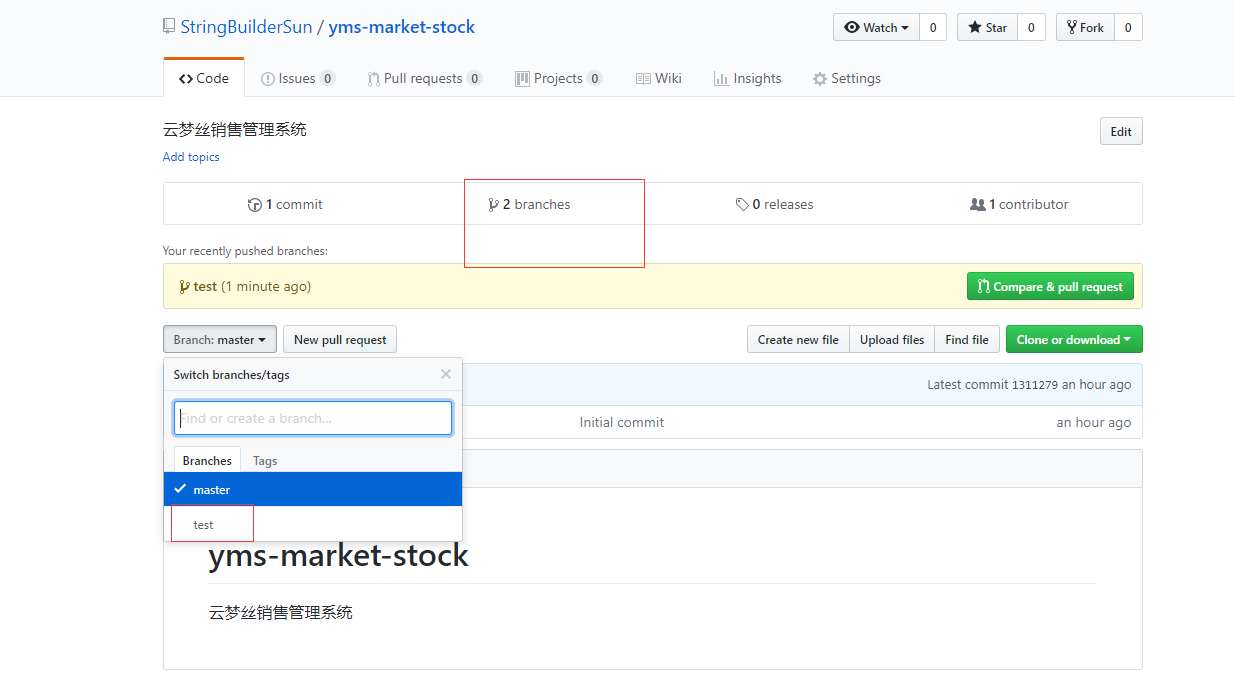 StringBuilderSun / yms-market-stock
Watch 0 Star 0 Fork 0
Code Issues 0 Pull requests 0 Projects 0 Wiki Insights Settings
云梦丝销售管理系统
Edit
Add topics
1 commit 2 branches 0 releases 1 contributor
Your recently pushed branches:
test (1 minute ago) Compare & pull request
Branch: master New pull request Create new file Upload files Find file Clone or download
Switch branches/tags
Latest commit 1311279 an hour ago
Find or create a branch...
Initial commit an hour ago
Branches Tags
master
test
yms-market-stock
云梦丝销售管理系统